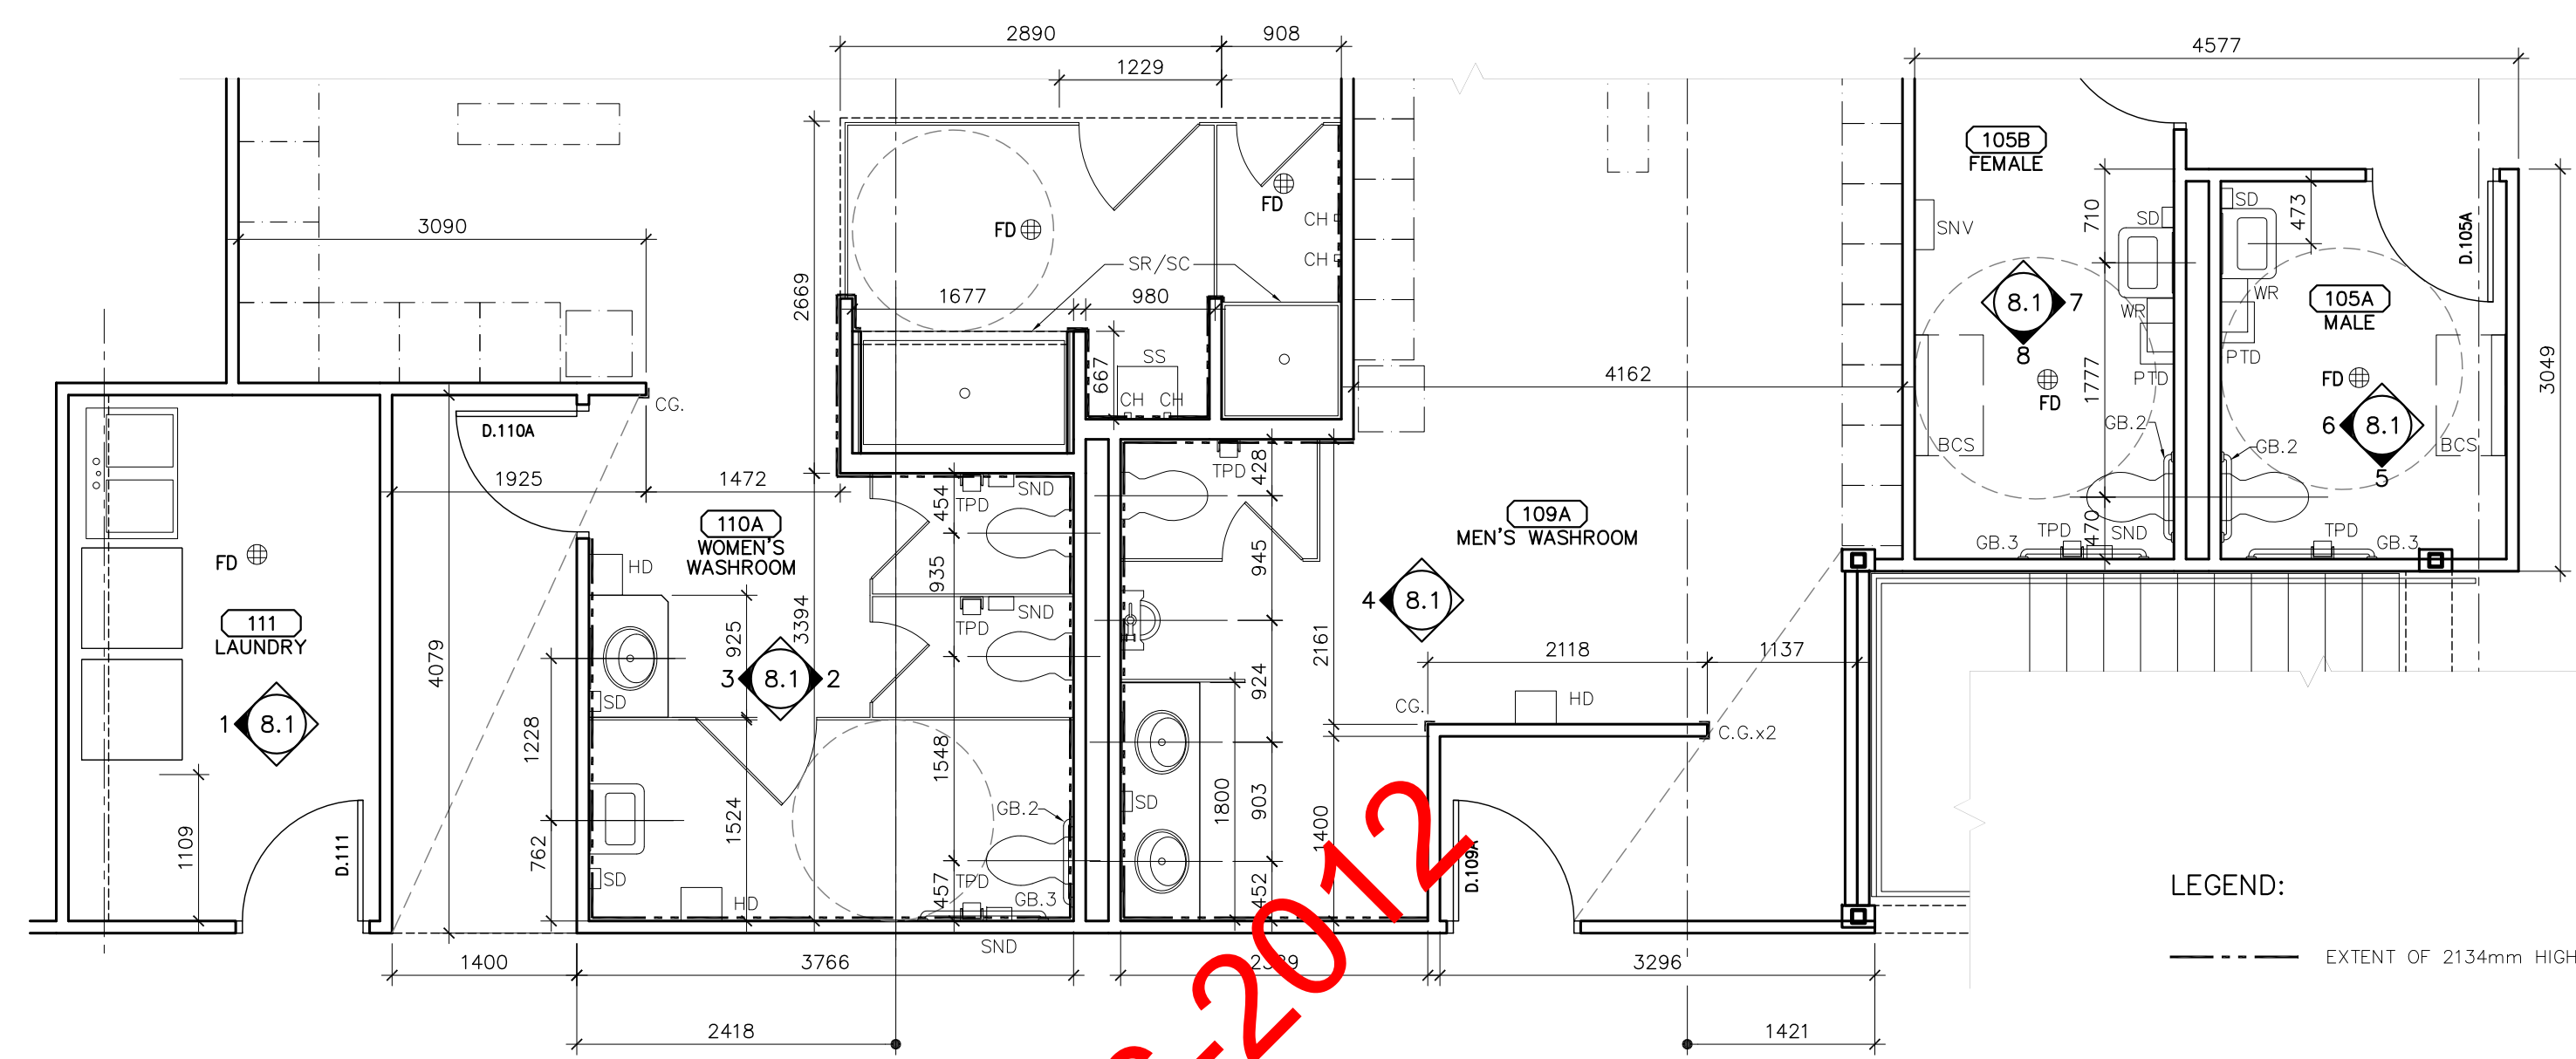 2890
908
1229
4577
105B
FEMALE
SD
SD
473
710
D.105A
FD
CH
SNV
3090
FD
CH
SR/SC
2669
1677
980
WR
105A
MALE
8.1
7
WR
8
SS
667
PTD
PTD
4162
FD
FD
3049
17777
CH
CH
CG.
D.110A
GB.2
6
8.1
BCS
GB.2
BCS
5
1925
1472
454
TPD
SND
TPD
428
110A
WOMEN'S
WASHROOM
109A
MEN'S WASHROOM
470
TPD
SND
GB.3
TPD
GB.3
FD
HD
935
945
111
LAUNDRY
SND
TPD
4
8.1
925
3394
2161
4079
2118
1137
3
8.1
2
SD
924
HD
CG.
C.G.x2
1
8.1
1228
1548
1800
SD
903
1400
GB.2
1524
1109
D.111
762
SD
HD
TPD
457
GB.3
452
D.109A
SND
LEGEND:
EXTENT OF 2134mm HIGH
1400
3766
3296
2418
1421
-2012